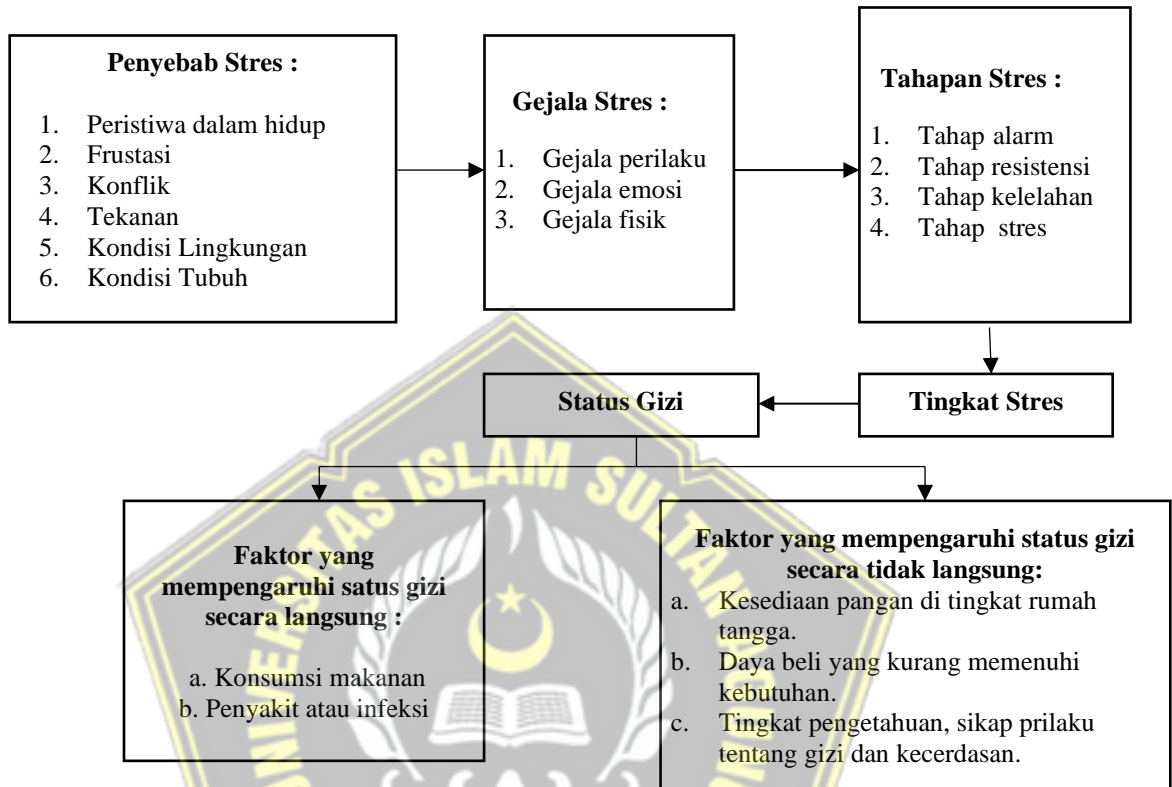 Penyebab Stres :
1. Peristiwa dalam hidup
2. Frustasi
3. Konflik
4. Tekanan
5. Kondisi Lingkungan
6. Kondisi Tubuh
Gejala Stres :
1. Gejala perilaku
2. Gejala emosi
3. Gejala fisik
Tahapan Stres :
1. Tahap alarm
2. Tahap resistensi
3. Tahap kelelahan
4. Tahap stres
Status Gizi
Tingkat Stres
Faktor yang
mempengaruhi satus gizi
secara langsung :
a. Konsumsi makanan
b. Penyakit atau infeksi
Faktor yang mempengaruhi status gizi
secara tidak langsung:
a. Kesediaan pangan di tingkat rumah
tangga.
b. Daya beli yang kurang memenuhi
kebutuhan.
c. Tingkat pengetahuan, sikap prilaku
tentang gizi dan kecerdasan.
ISLAM SULTAN